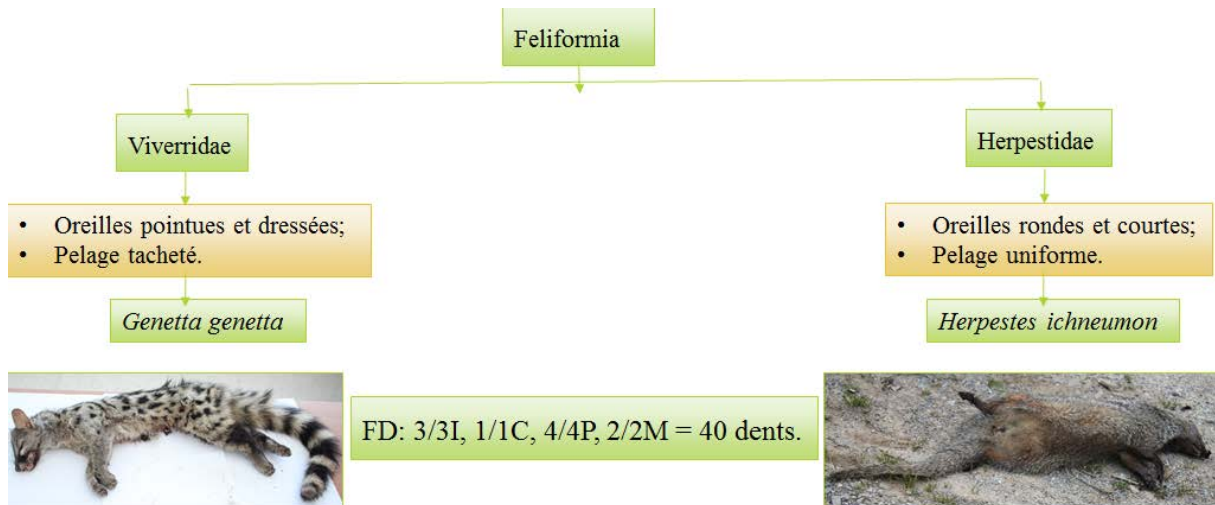 Feliformia
Viverridae
Herpestidae
• Oreilles pointues et dressées;
• Pelage tacheté.
• Oreilles rondes et courtes;
• Pelage uniforme.
Genetta genetta
Herpestes ichneumon
FD: 3/3I, 1/1C, 4/4P, 2/2M = 40 dents.